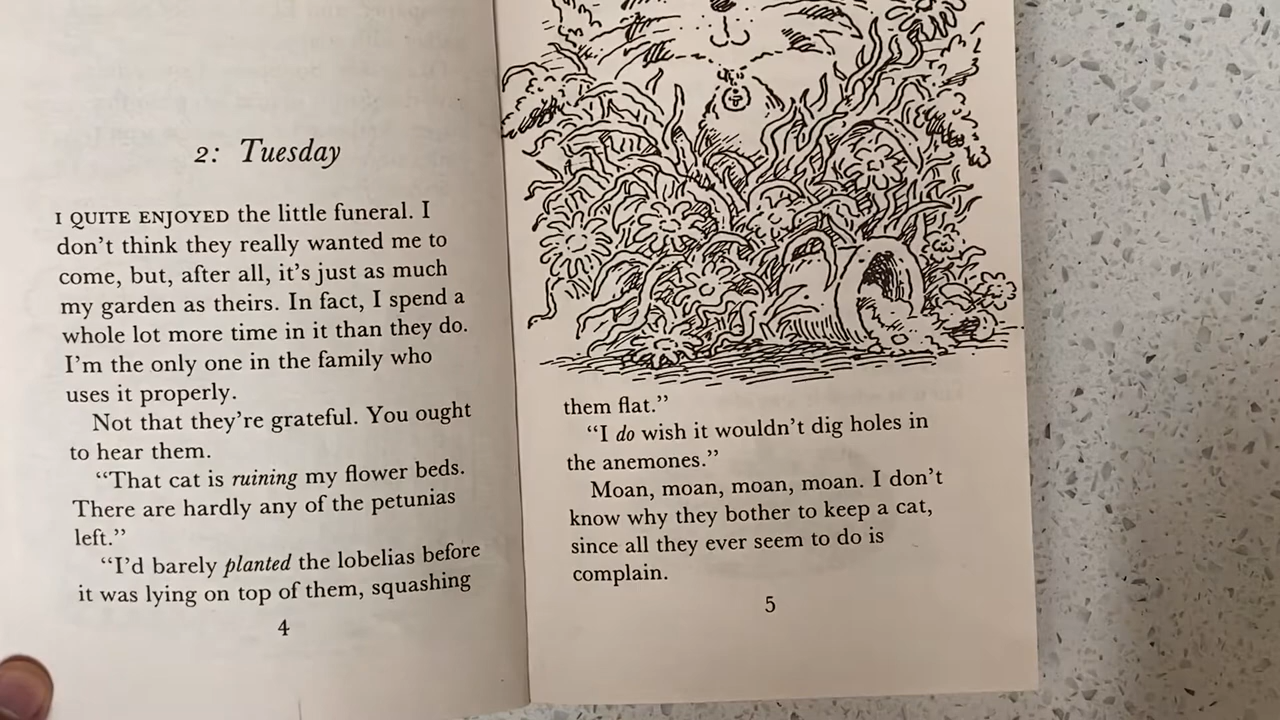 2: Tuesday
I QUITE ENJOYED the little funeral. I
don’t think they really wanted me to
come, but, after all, it’s just as much
my garden as theirs. In fact, I spend a
whole lot more time in it than they do.
I’m the only one in the family who
uses it properly.
Not that they’re grateful. You ought
to hear them.
“That cat is ruining my flower beds.
There are hardly any of the petunias
left.”
“I’d barely planted the lobelias before
it was lying on top of them, squashing
4
them flat.”
“I do wish it wouldn’t dig holes in
the anemones.”
Moan, moan, moan, moan. I don’t
know why they bother to keep a cat,
since all they ever seem to do is
complain.
5